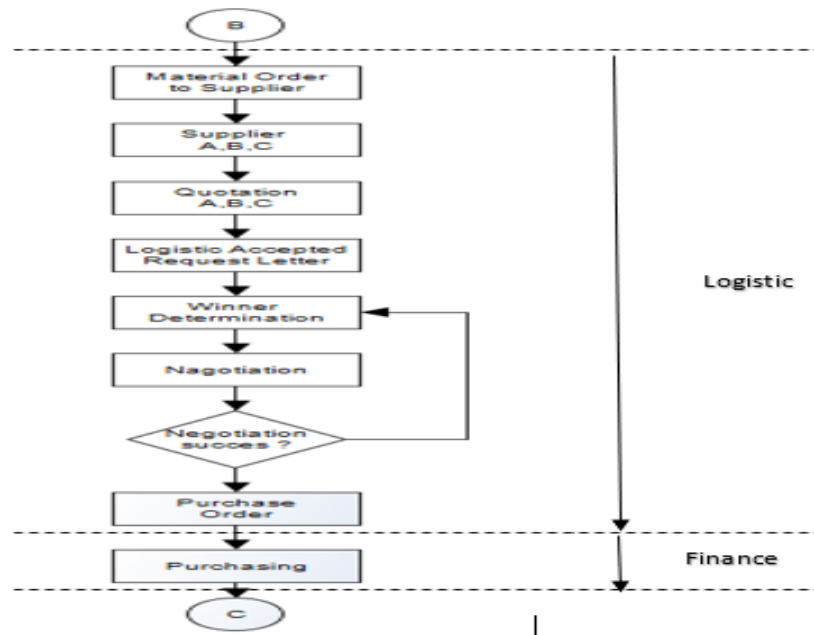 B
Material Order
to Supplier
Supplier
A,B,C
Quotation
A,B,C
Logistic Accepted
Request Letter
Winner
Determination
Nagotiation
Negotiation
succes ?
Purchase
Order
Logistic
Purchasing
Finance
C